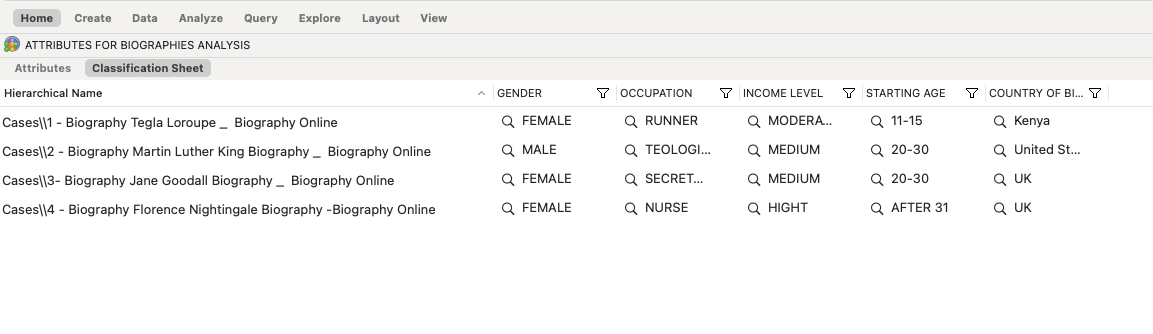 Home Create Data Analyze Query Explore Layout View
ATTRIBUTES FOR BIOGRAPHIES ANALYSIS
Attributes Classification Sheet
Hierarchical Name GENDER OCCUPATION INCOME LEVEL STARTING AGE COUNTRY OF BI...
Cases\\1 - Biography Tegla Loroupe _  Biography Online FEMALE RUNNER MODERA... 11-15 Kenya
Cases\\2 - Biography Martin Luther King Biography _  Biography Online MALE TEOLOGI... MEDIUM 20-30 United St...
Cases\\3- Biography Jane Goodall Biography _  Biography Online FEMALE SECRET... MEDIUM 20-30 UK
Cases\\4 - Biography Florence Nightingale Biography -Biography Online FEMALE NURSE HIGHT AFTER 31 UK